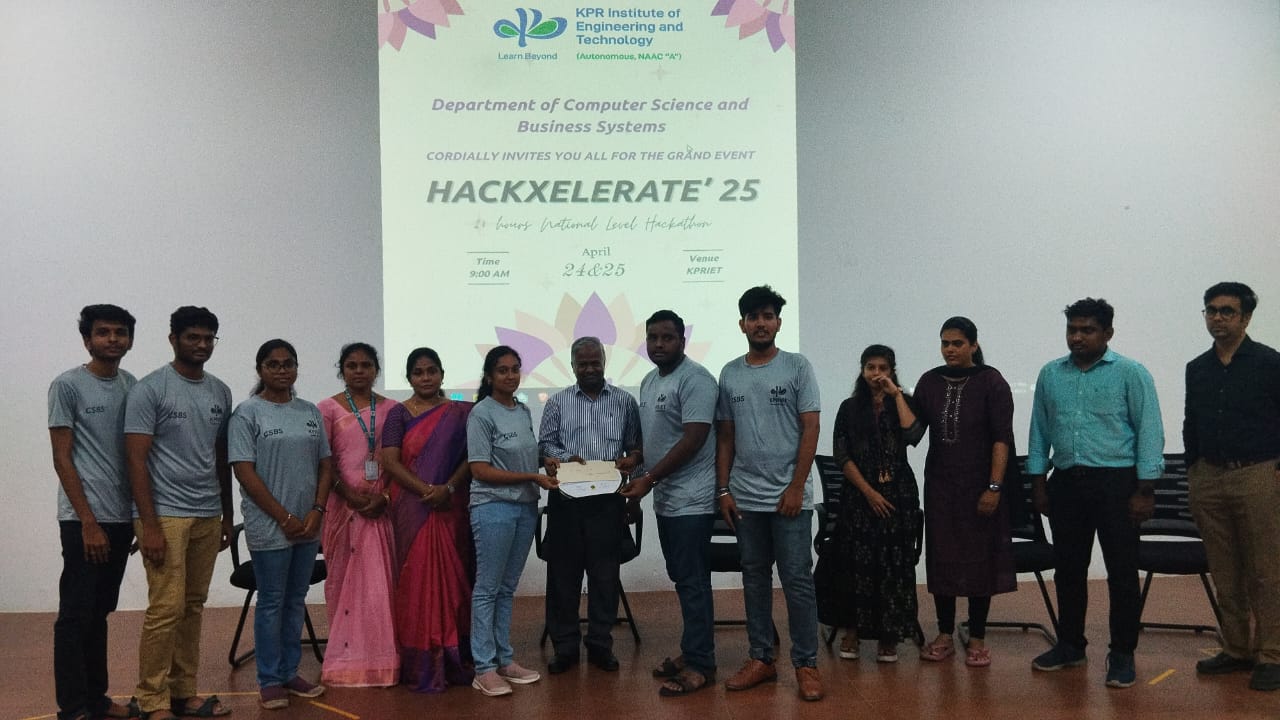 KPR Institute of
Engineering and
Technology
Learn Beyond
(Autonomous, NAAC "A")
Department of Computer Science and
Business Systems
CORDIALLY INVITES YOU ALL FOR THE GRAND EVENT
HACKXELERATE' 25
hours National Level Hackathon
Time
9:00 AM
April
24&25
Venue
KPRIET
CSBS
CSBS
CSBS
CSBS
CSBS